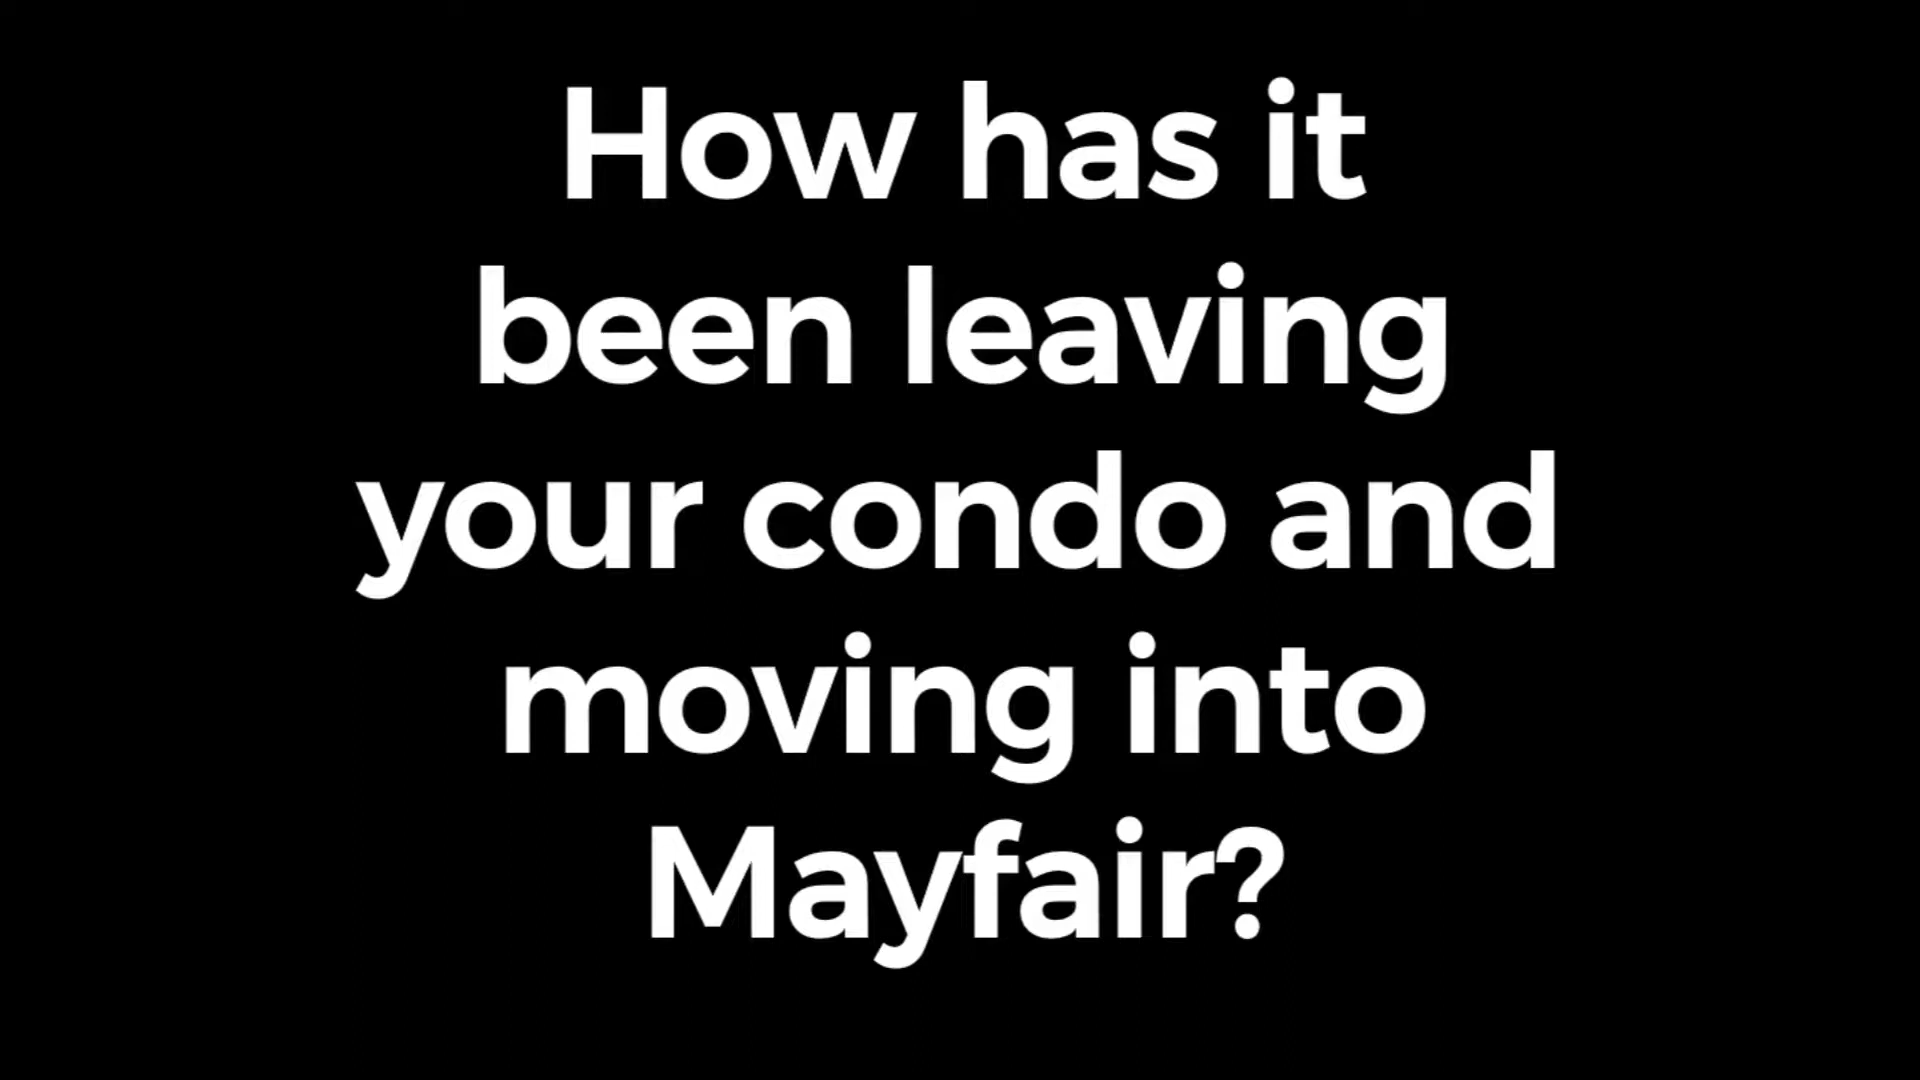 How has it
been leaving
your condo and
moving into
Mayfair?